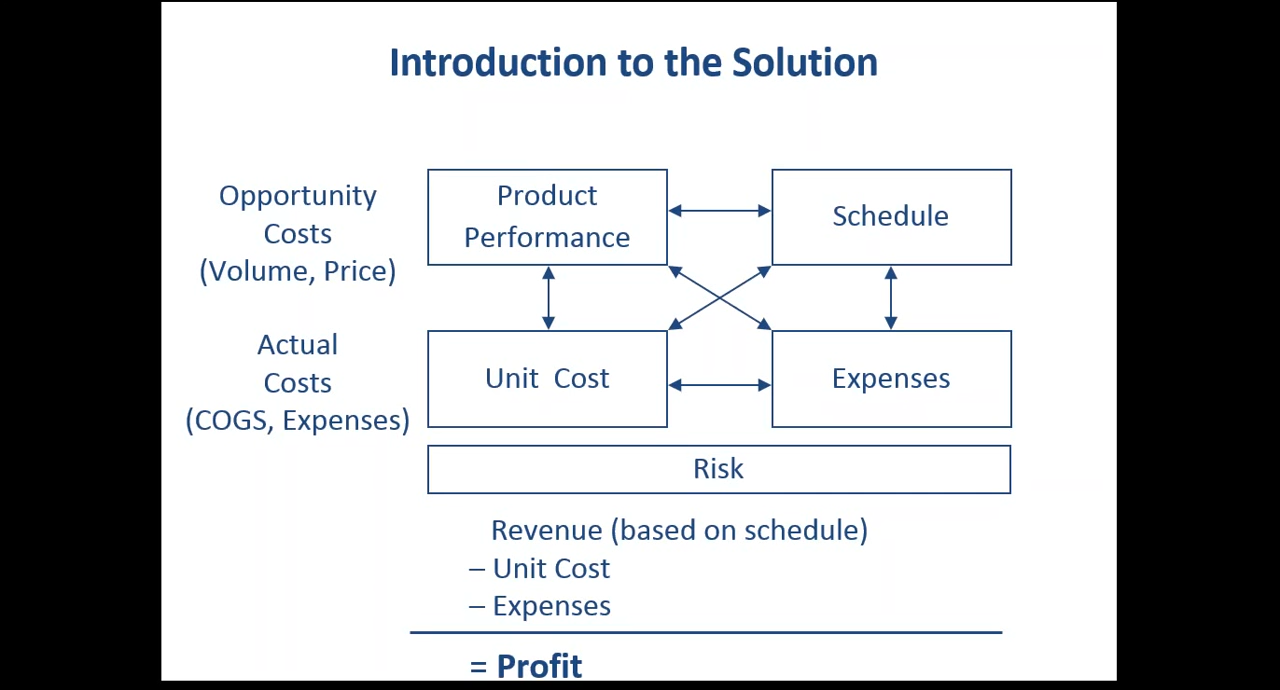 Introduction to the Solution
Opportunity
Costs
(Volume, Price)
Product
Performance
Schedule
Actual
Costs
(COGS, Expenses)
Unit Cost
Expenses
Risk
Revenue (based on schedule)
– Unit Cost
– Expenses
= Profit